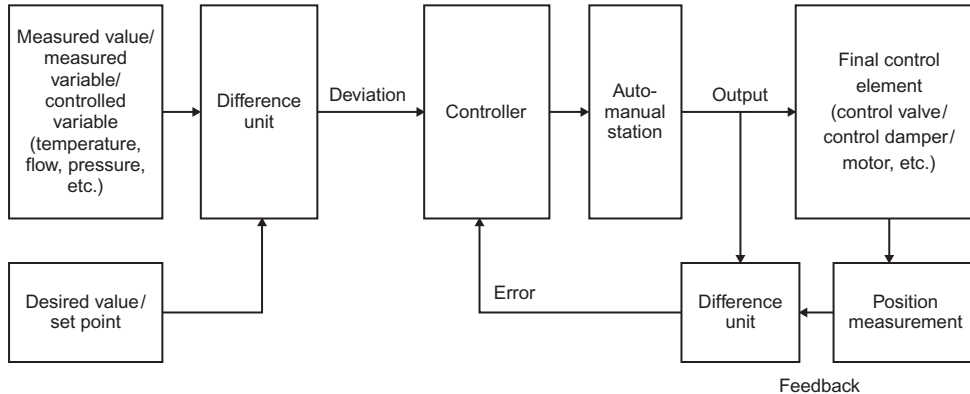 Measured value/
measured
variable/
controlled
variable
(temperature,
flow, pressure,
etc.)
Difference
unit
Deviation
Controller
Auto-
manual
station
Output
Final control
element
(control valve/
control damper/
motor, etc.)
Desired value/
set point
Error
Difference
unit
Position
measurement
Feedback